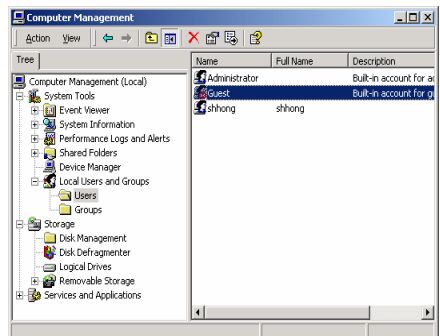 Computer Management
Action View
Tree
Computer Management (Local)
System Tools
Event Viewer
System Information
Performance Logs and Alerts
Shared Folders
Device Manager
Local Users and Groups
Users
Groups
Storage
Disk Management
Disk Defragmenter
Logical Drives
Removable Storage
Services and Applications
Name Full Name Description
Administrator Built-in account for ad
Guest Built-in account for gu
shhong shhong